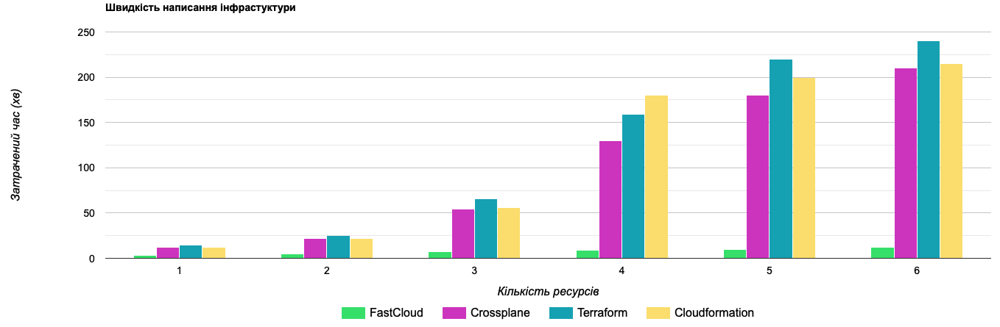 Швидкість написання інфрастуктури
250
200
150
100
50
0
Затрачений час (хв)
1 2 3 4 5 6
Кількість ресурсів
FastCloud Crossplane Terraform Cloudformation